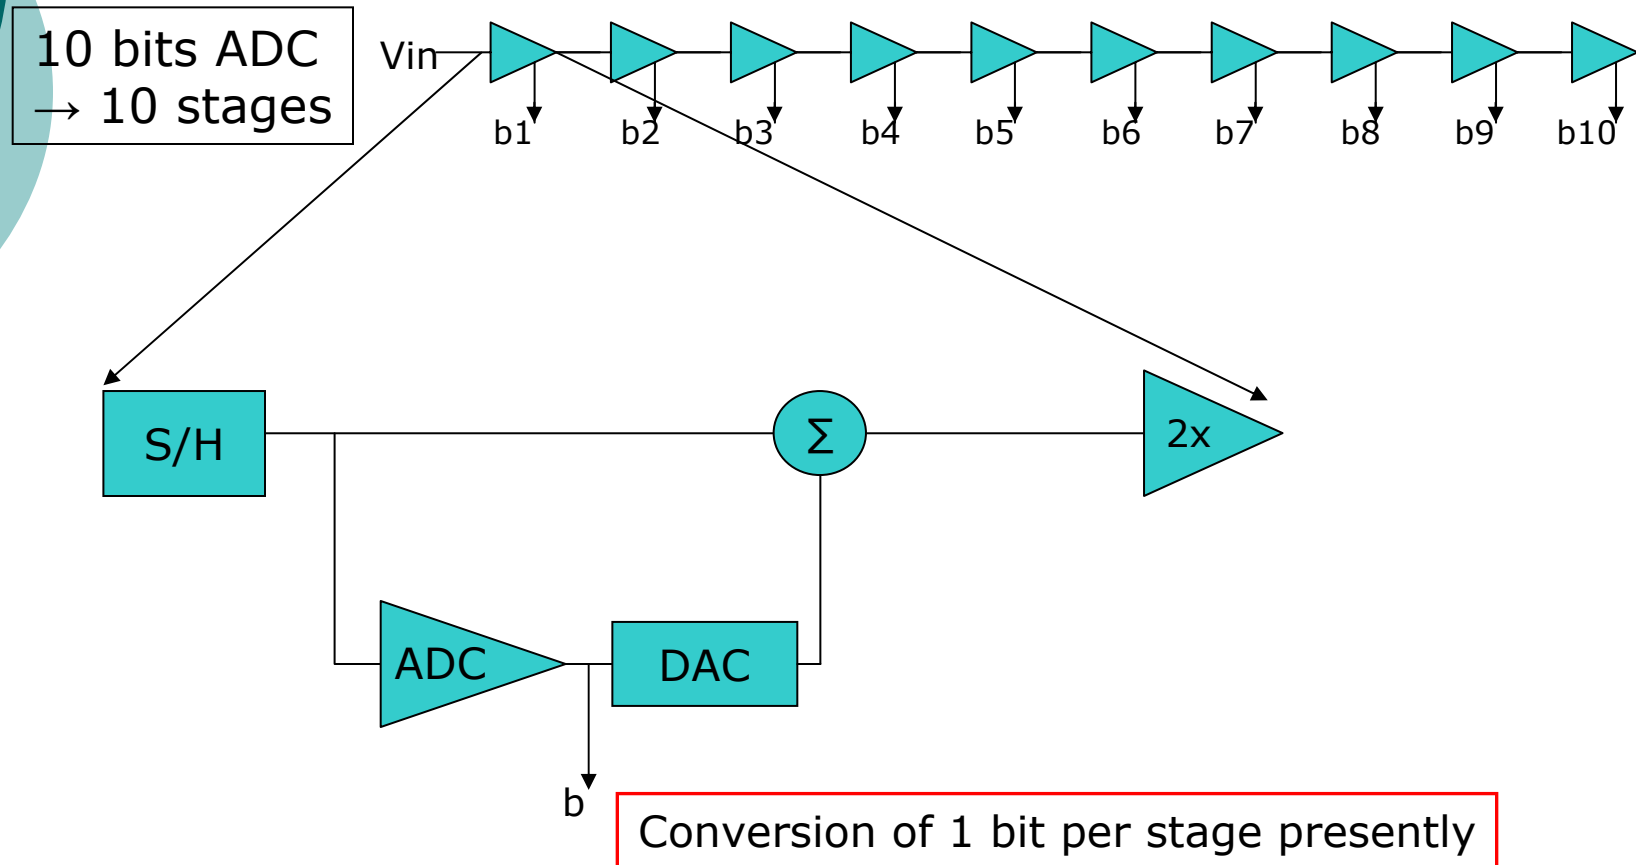 10 bits ADC
→ 10 stages
Vin
b1 b2 b3 b4 b5 b6 b7 b8 b9 b10
S/H
Σ
2x
ADC
DAC
b
Conversion of 1 bit per stage presently